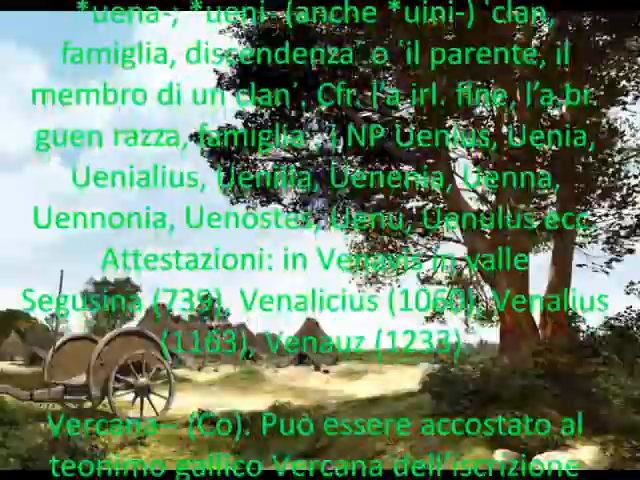 *uena-; *ueni- (anche *uini-) ‘clan,
famiglia, discendenza’ o ‘il parente, il
membro di un clan’. Cfr. l’a irl. fine, l’a.br.
guen razza, famiglia , i NP Uenius, Uenia,
Uenialius, Uenilla, Uenenia, Uenna,
Uennonia, Uenostes, Uenu, Uenulus ecc.
Attestazioni: in Venavis in valle
Segusina (739), Venalicius (1060), Venalius
(1163), Venauz (1233).
Vercana– (Co). Può essere accostato al
teonimo gallico Vercana dell’iscrizione